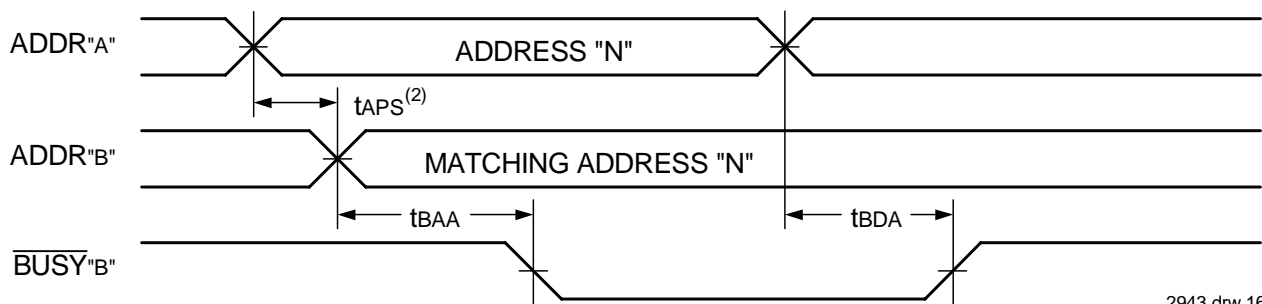 ADDR"A"
ADDRESS "N"
tAPS(2)
ADDR"B"
MATCHING ADDRESS "N"
tBAA
tBDA
BUSY"B"
2943 drw 16